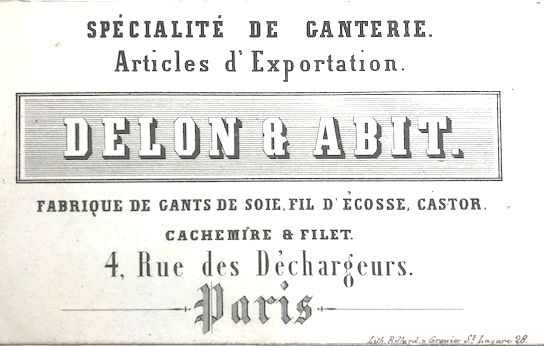 SPÉCIALITÉ DE GANTERIE.
Articles d'Exportation.
DELON & ABIT.
FABRIQUE DE GANTS DE SOIE, FIL D'ÉCOSSE, CASTOR.
CACHEMIRE & FILET.
4, Rue des Déchargeurs.
Paris
Lith. Rillard, Grenier St. Lazare 28.